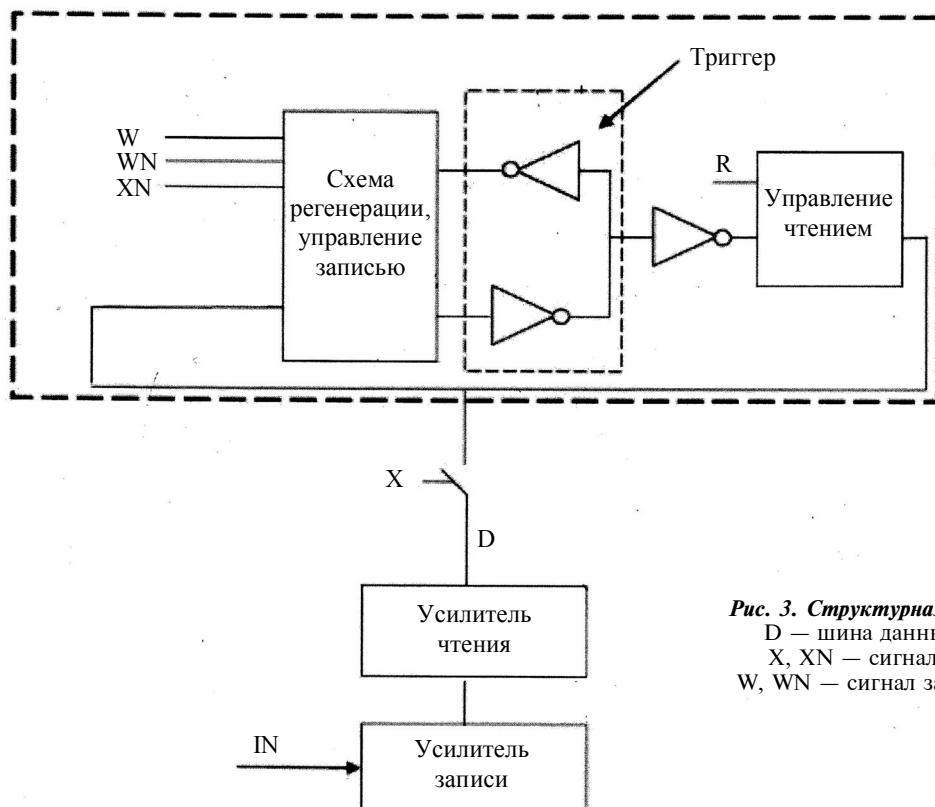 Триггер
W
WN
XN
Схема
регенерации,
управление
записью
R
Управление
чтением
X
D
Усилитель
чтения
IN
Усилитель
записи
Рис. 3. Структурная
D — шина данн
X, XN — сигнал
W, WN — сигнал за